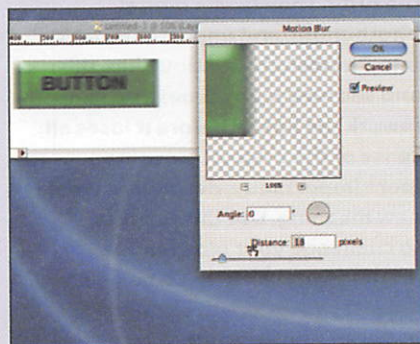 Motion Blur
BUTTON
OK
Cancel
Preview
100%
Angle: 0 °
Distance: 18 pixels